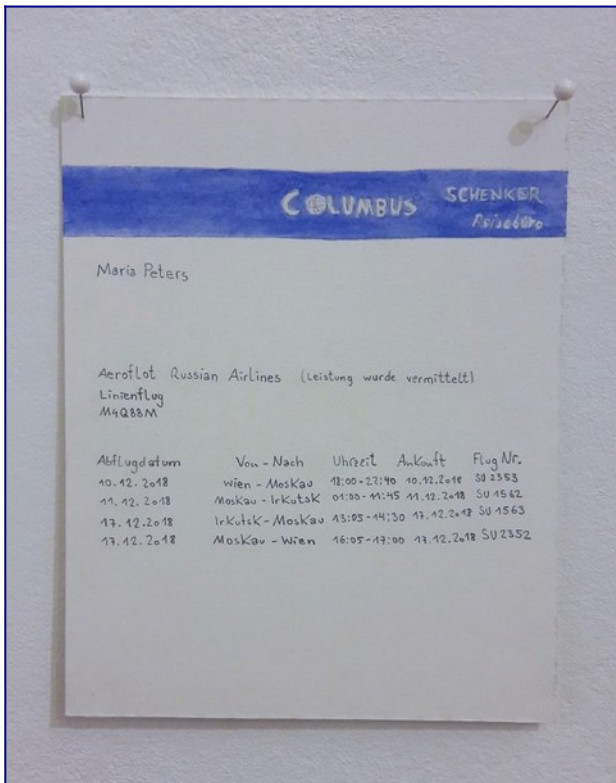 COLUMBUS SCHENKER
Reisebüro
Maria Peters
Aeroflot Russian Airlines (Leistung wurde vermittelt)
Linienflug
M4Q88M
Abflugdatum Von - Nach Uhrzeit Ankunft Flug Nr.
10.12.2018 Wien - Moskau 18:00-22:40 10.12.2018 SU 2353
11.12.2018 Moskau - Irkutsk 01:00-11:45 11.12.2018 SU 1562
17.12.2018 Irkutsk - Moskau 13:05-14:30 17.12.2018 SU 1563
17.12.2018 Moskau - Wien 16:05-17:00 17.12.2018 SU 2352